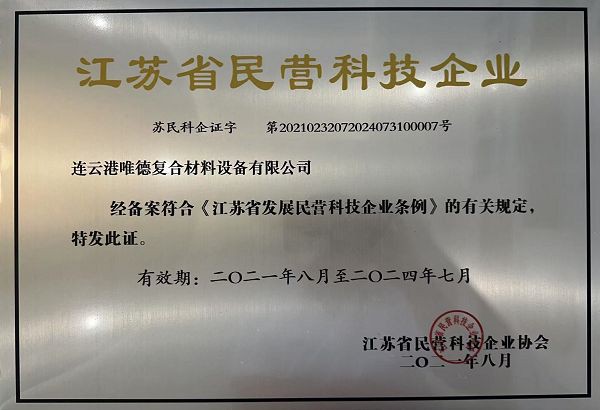 江苏省民营科技企业
苏民科企证字 第20210232072024073100007号
连云港唯德复合材料设备有限公司
经备案符合《江苏省发展民营科技企业条例》的有关规定，
特发此证。
有效期：二〇二一年八月至二〇二四年七月
江苏省民营科技企业协会
二〇二一年八月